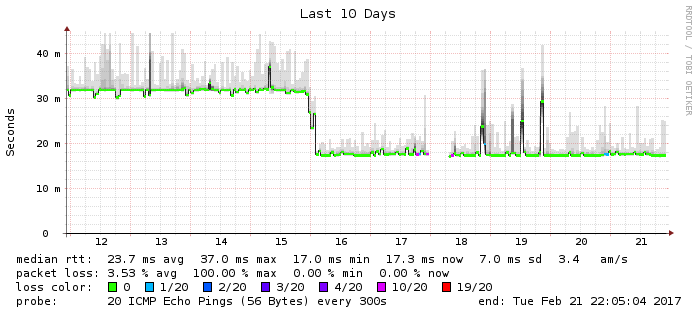 Last 10 Days
RRDTOOL / TOBI OETIKER
Seconds
40 m
30 m
20 m
10 m
0
12 13 14 15 16 17 18 19 20 21
median rtt: 23.7 ms avg 37.0 ms max 17.0 ms min 17.3 ms now 7.0 ms sd 3.4 am/s
packet loss: 3.53 % avg 100.00 % max 0.00 % min 0.00 % now
loss color: 0 1/20 2/20 3/20 4/20 10/20 19/20
probe: 20 ICMP Echo Pings (56 Bytes) every 300s end: Tue Feb 21 22:05:04 2017